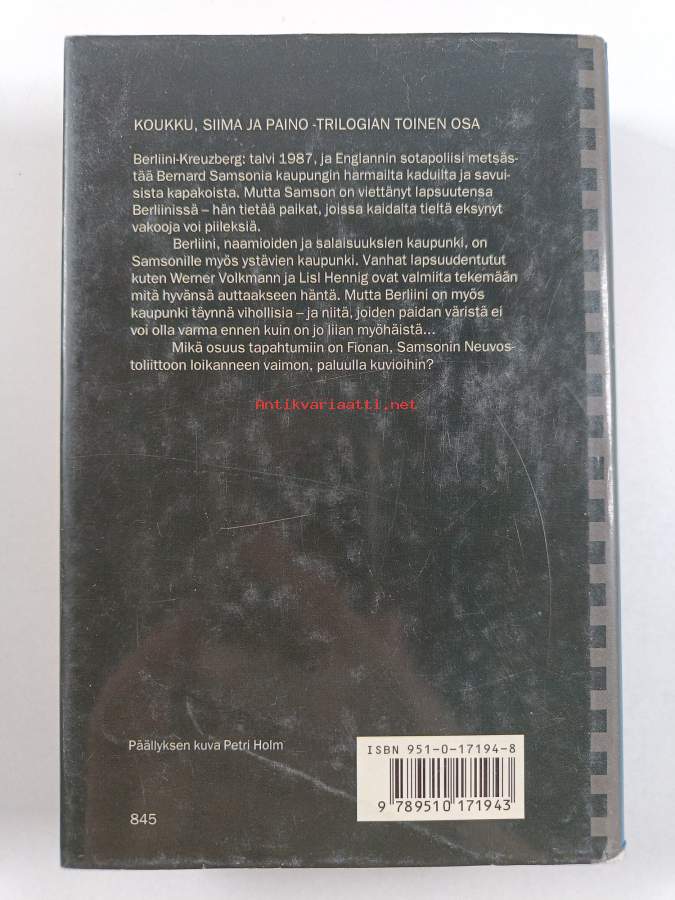 KOUKKU, SIIMA JA PAINO -TRILOGIAN TOINEN OSA
Berliini-Kreuzberg: talvi 1987, ja Englannin sotapoliisi metsäs-
tää Bernard Samsonia kaupungin harmailta kaduilta ja savui-
sista kapakoista. Mutta Samson on viettänyt lapsuutensa
Berliinissä – hän tietää paikat, joissa kaidalta tieltä eksynyt
vakooja voi piileksiä.
Berliini, naamioiden ja salaisuuksien kaupunki, on
Samsonille myös ystävien kaupunki. Vanhat lapsuudentutut
kuten Werner Volkmann ja Lisl Hennig ovat valmiita tekemään
mitä hyvänsä auttaakseen häntä. Mutta Berliini on myös
kaupunki täynnä vihollisia – ja niitä, joiden paidan väristä ei
voi olla varma ennen kuin on jo liian myöhäistä...
Mikä osuus tapahtumiin on Fionan, Samsonin Neuvos-
toliittoon loikanneen vaimon, paluulla kuvioihin?
Antikvariaatti.net
Päällyksen kuva Petri Holm
ISBN 951-0-17194-8
9 789510 171943
845